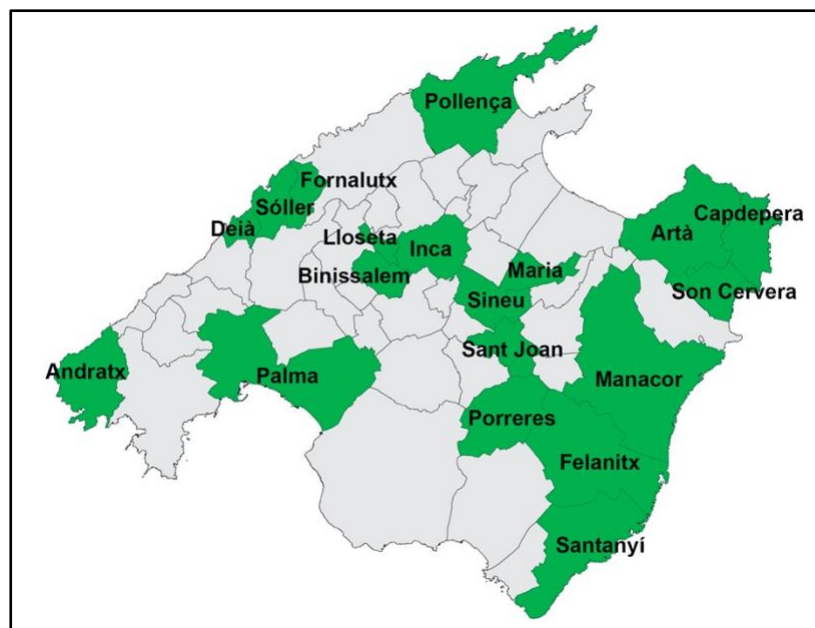 Pollença
Fornalutx
Sóller
Deià
Capdepera
Artà
Lloseta
Inca
Binissalem
Maria
Son Cervera
Sineu
Sant Joan
Andratx
Palma
Manacor
Porreres
Felanitx
Santanyí